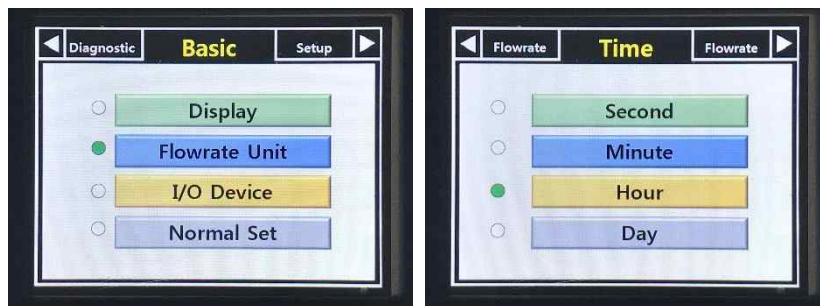 Diagnostic Basic Setup
Display
Flowrate Unit
I/O Device
Normal Set
Flowrate Time Flowrate
Second
Minute
Hour
Day